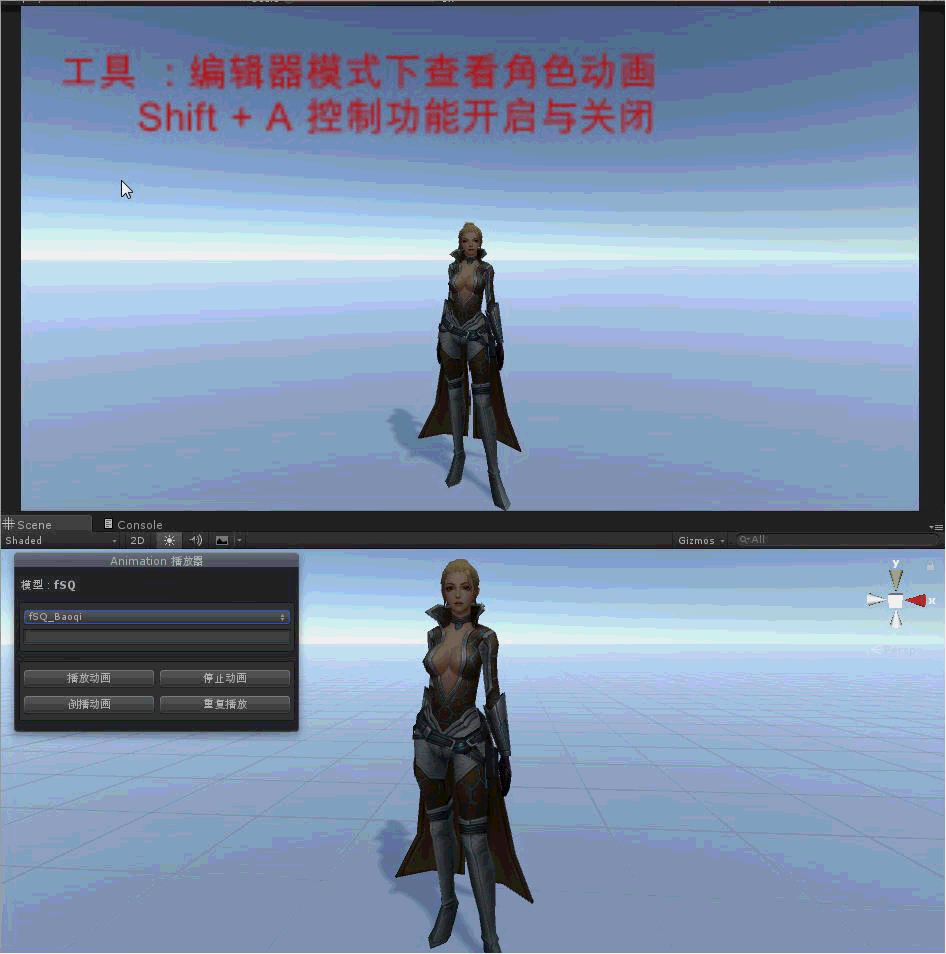 工具 ：编辑器模式下查看角色动画
Shift + A 控制功能开启与关闭
Scene
Console
Shaded
2D
Gizmos
All
Animation 播放器
模型 : fSQ
fSQ_Baoqi
播放动画
停止动画
倒播动画
重复播放
y
x
Persp